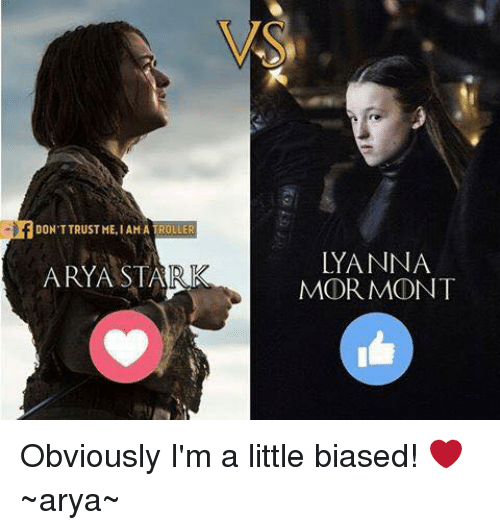 VS
f DON'T TRUST ME, I AM A TROLLER
ARYA STARK
LYANNA
MORMONT
Obviously I'm a little biased! ❤
~arya~